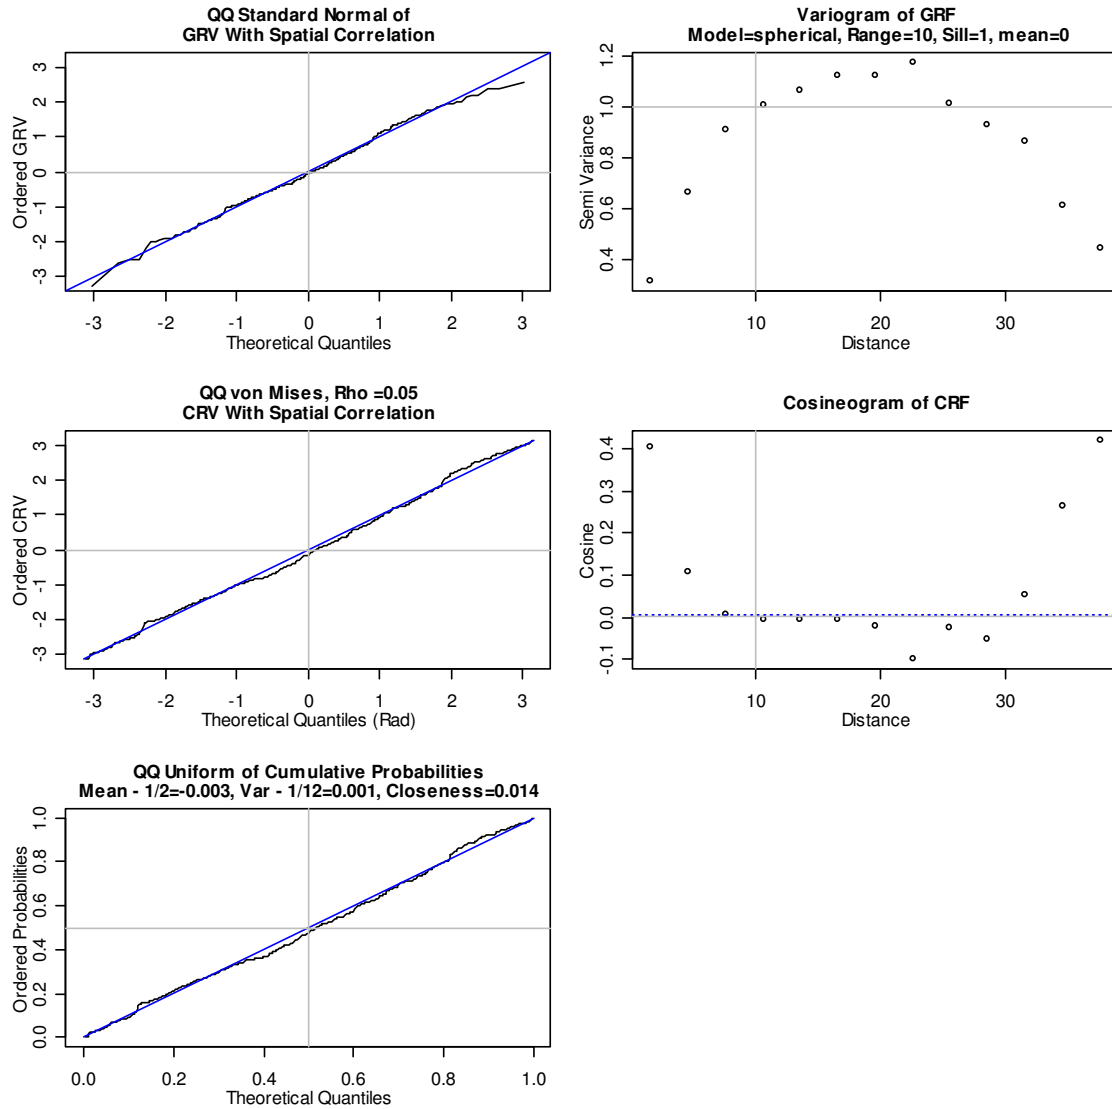 QQ Standard Normal of
GRV With Spatial Correlation
Ordered GRV
3
2
1
0
-1
-2
-3
-3 -2 -1 0 1 2 3
Theoretical Quantiles
Variogram of GRF
Model=spherical, Range=10, Sill=1, mean=0
Semi Variance
1.2
1.0
0.8
0.6
0.4
10 20 30
Distance
QQ von Mises, Rho =0.05
CRV With Spatial Correlation
Ordered CRV
3
2
1
0
-1
-2
-3
-3 -2 -1 0 1 2 3
Theoretical Quantiles (Rad)
Cosineogram of CRF
Cosine
0.4
0.3
0.2
0.1
0.0
-0.1
10 20 30
Distance
QQ Uniform of Cumulative Probabilities
Mean - 1/2=-0.003, Var - 1/12=0.001, Closeness=0.014
Ordered Probabilities
1.0
0.8
0.6
0.4
0.2
0.0
0.0 0.2 0.4 0.6 0.8 1.0
Theoretical Quantiles